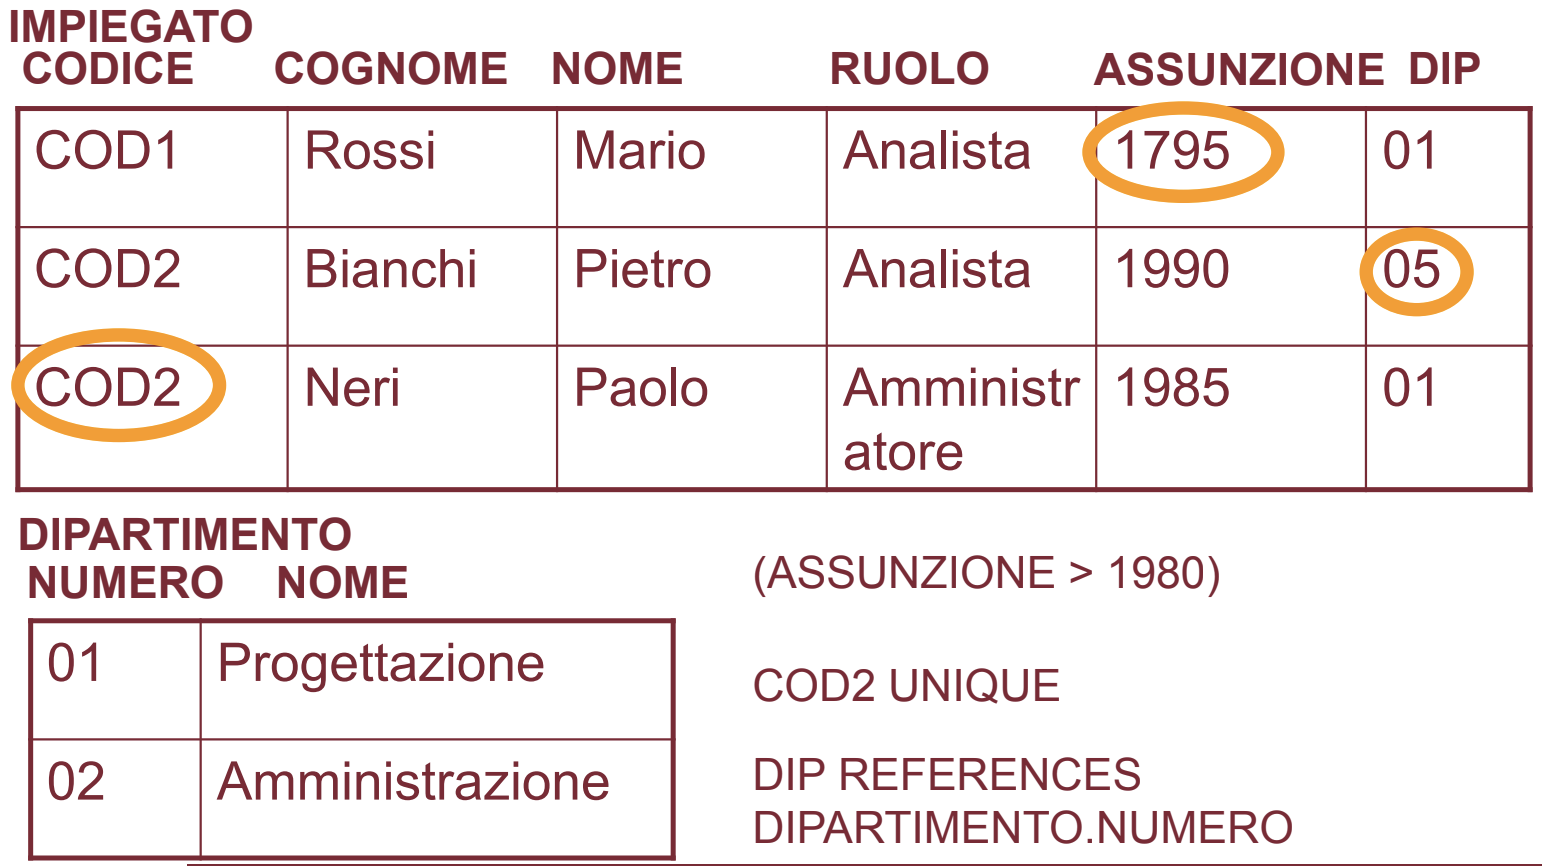 IMPIEGATO
CODICE COGNOME NOME RUOLO ASSUNZIONE DIP
COD1 Rossi Mario Analista 1795 01
COD2 Bianchi Pietro Analista 1990 05
COD2 Neri Paolo Amministr 1985 01
atore
DIPARTIMENTO
NUMERO NOME
01 Progettazione
02 Amministrazione
(ASSUNZIONE > 1980)
COD2 UNIQUE
DIP REFERENCES
DIPARTIMENTO.NUMERO